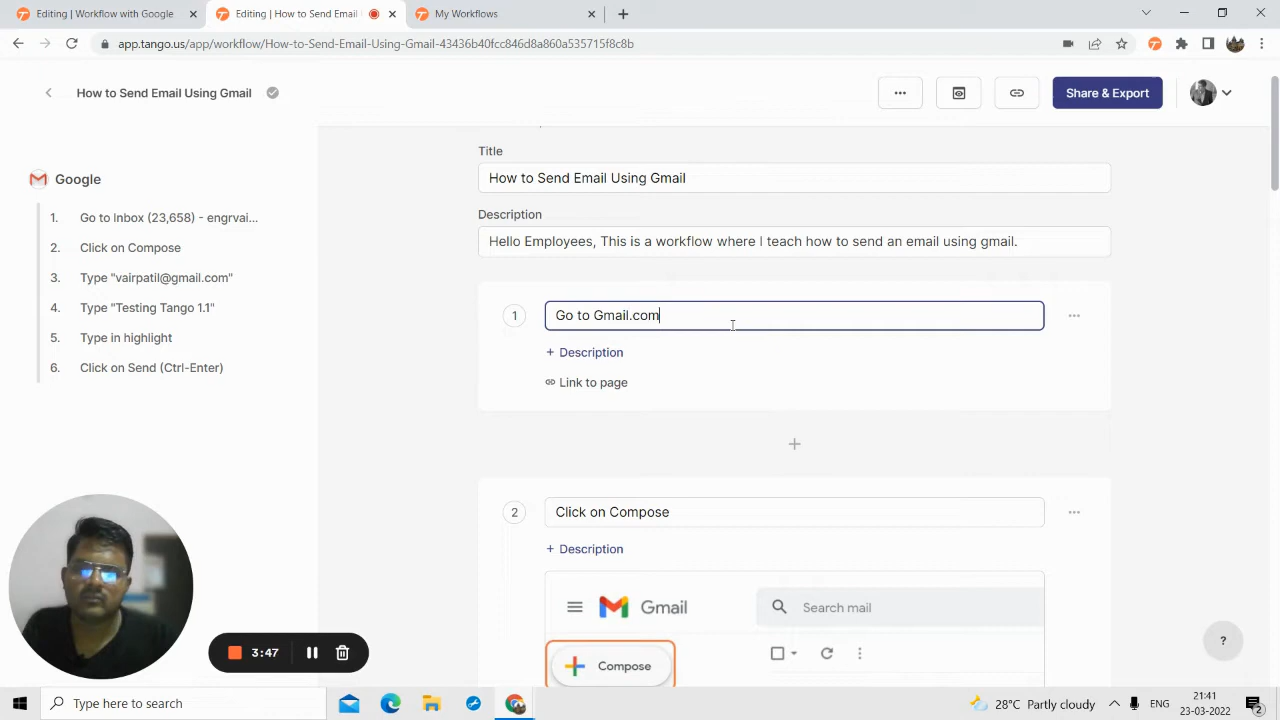 Editing | Workflow with Google
Editing | How to Send Email
My Workflows
app.tango.us/app/workflow/How-to-Send-Email-Using-Gmail-43436b40fcc846d8a860a535715f8c8b
How to Send Email Using Gmail
Share & Export
Google
1. Go to Inbox (23,658) - engrvai...
2. Click on Compose
3. Type "vairpatil@gmail.com"
4. Type "Testing Tango 1.1"
5. Type in highlight
6. Click on Send (Ctrl-Enter)
Title
How to Send Email Using Gmail
Description
Hello Employees, This is a workflow where I teach how to send an email using gmail.
1 Go to Gmail.com
+ Description
Link to page
2 Click on Compose
+ Description
Gmail
Search mail
Compose
3:47
?
Type here to search
28°C Partly cloudy
ENG
21:41
23-03-2022
2